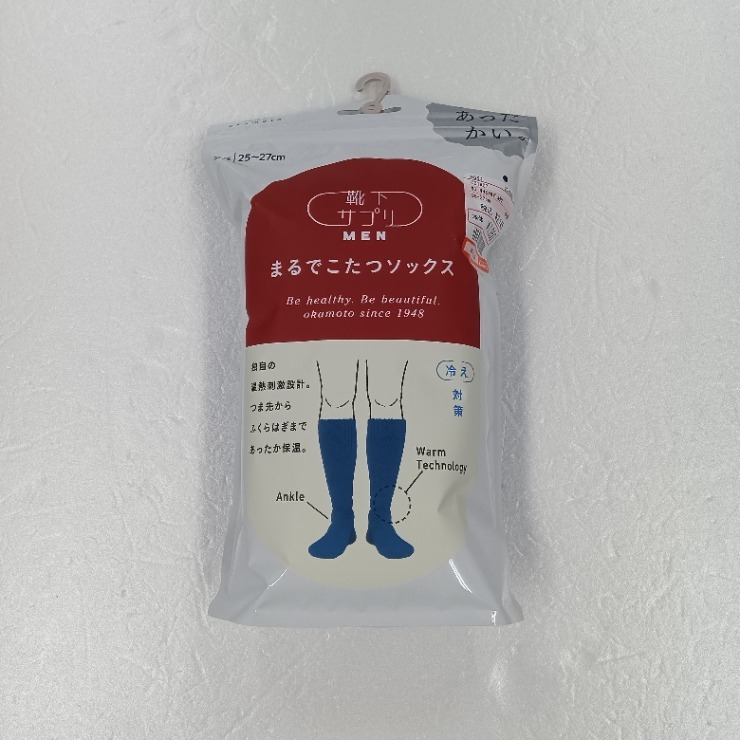 あった
かい。
25~27cm
靴下
サプリ
MEN
まるでこたつソックス
Be healthy. Be beautiful.
okamoto since 1948
独自の
温熱刺激設計。
つま先から
ふくらはぎまで
あったか保温。
冷え
対策
Warm
Technology
Ankle